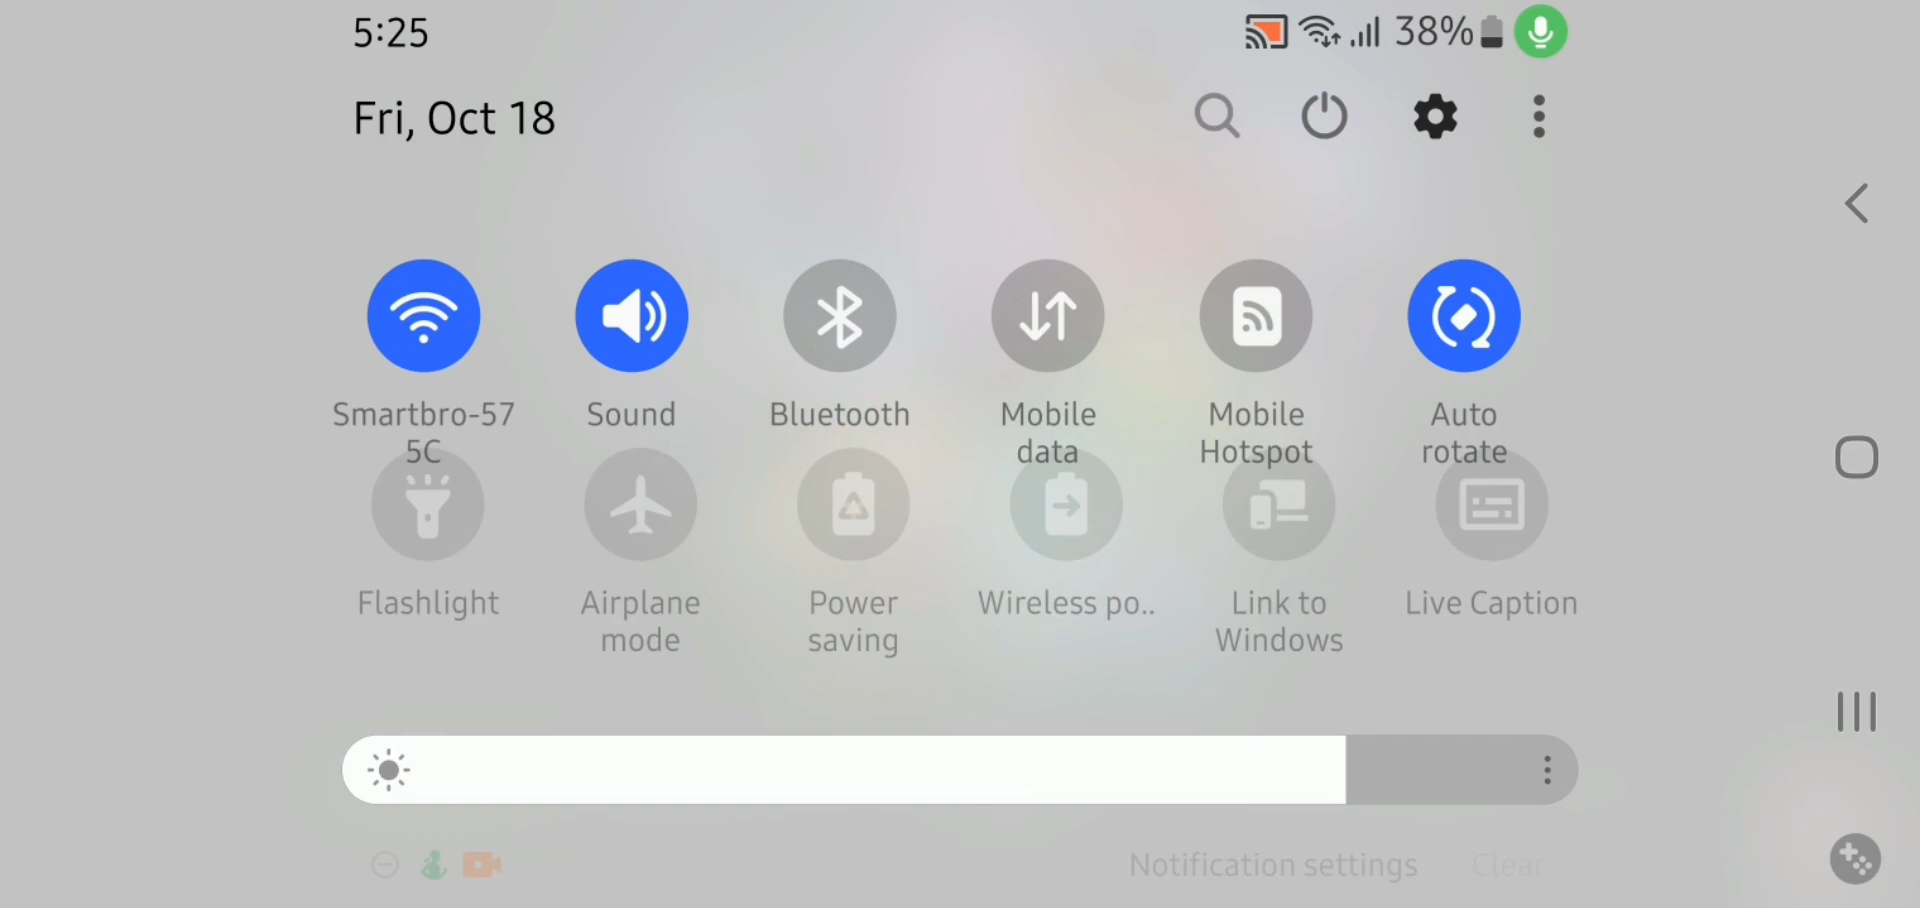 5:25
38%
Fri, Oct 18
Smartbro-57
5C
Sound
Bluetooth
Mobile
data
Mobile
Hotspot
Auto
rotate
Flashlight
Airplane
mode
Power
saving
Wireless po..
Link to
Windows
Live Caption
Notification settings
Clear